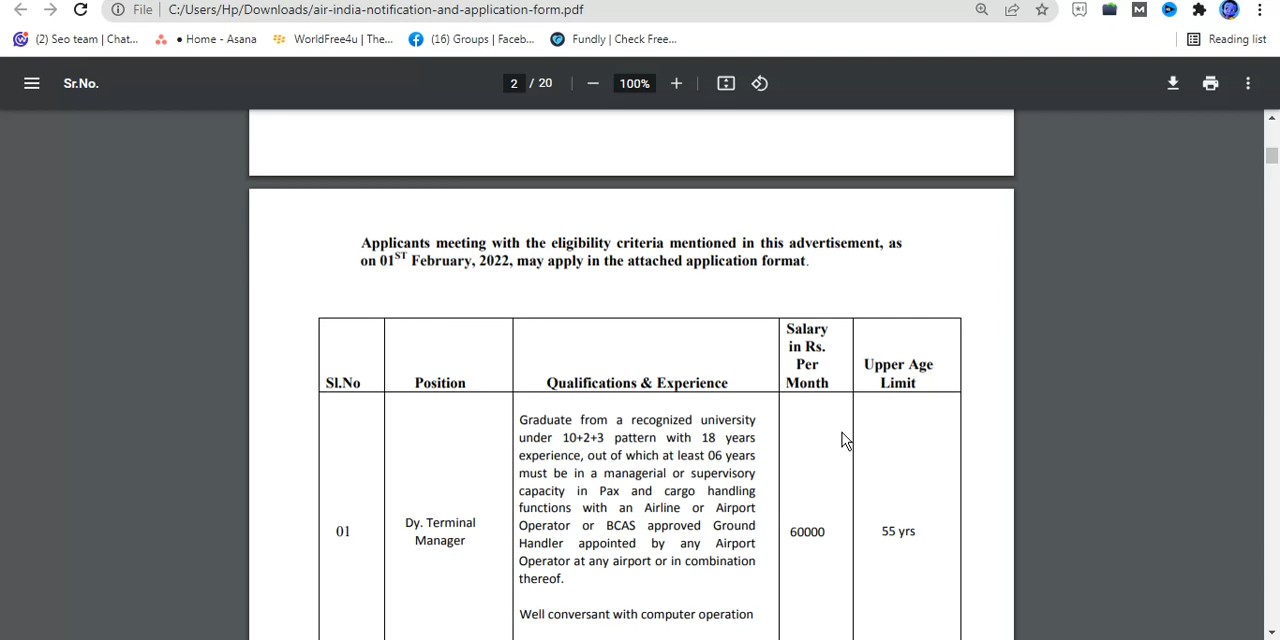 File C:/Users/Hp/Downloads/air-india-notification-and-application-form.pdf
(2) Seo team | Chat... • Home - Asana WorldFree4u | The... (16) Groups | Faceb... Fundly | Check Free... Reading list
Sr.No. 2 / 20 100%
Applicants meeting with the eligibility criteria mentioned in this advertisement, as
on 01ST February, 2022, may apply in the attached application format.
Sl.No
Position
Qualifications & Experience
Salary
in Rs.
Per
Month
Upper Age
Limit
01
Dy. Terminal
Manager
Graduate from a recognized university
under 10+2+3 pattern with 18 years
experience, out of which at least 06 years
must be in a managerial or supervisory
capacity in Pax and cargo handling
functions with an Airline or Airport
Operator or BCAS approved Ground
Handler appointed by any Airport
Operator at any airport or in combination
thereof.
Well conversant with computer operation
60000
55 yrs